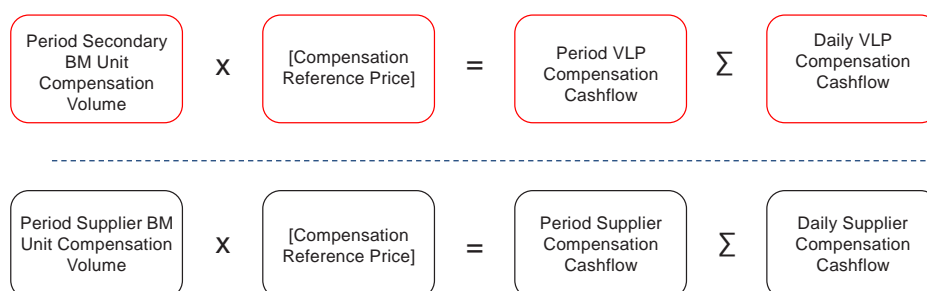 Period Secondary
BM Unit
Compensation
Volume
x
[Compensation
Reference Price]
=
Period VLP
Compensation
Cashflow
Σ
Daily VLP
Compensation
Cashflow
Period Supplier BM
Unit Compensation
Volume
x
[Compensation
Reference Price]
=
Period Supplier
Compensation
Cashflow
Σ
Daily Supplier
Compensation
Cashflow